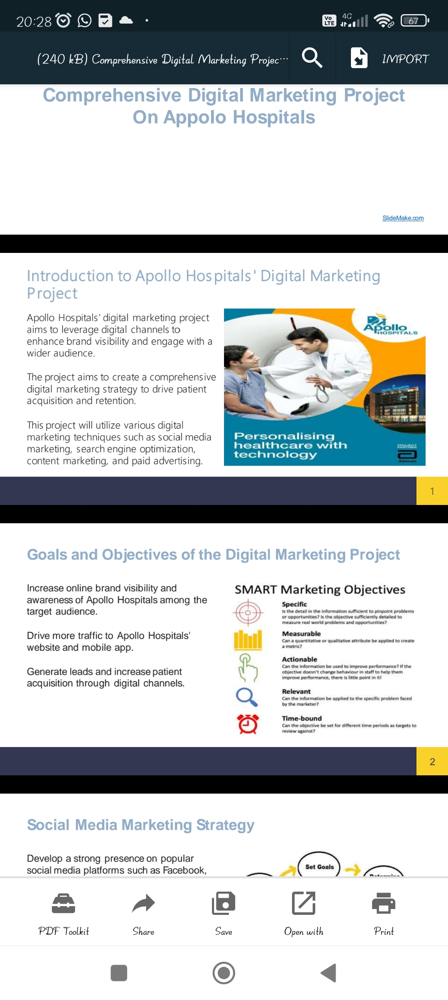 20:28
Vo LTE
4G
67
(240 kB) Comprehensive Digital Marketing Projec...
IMPORT
Comprehensive Digital Marketing Project
On Appolo Hospitals
SlideMake.com
Introduction to Apollo Hospitals' Digital Marketing
Project
Apollo Hospitals' digital marketing project
aims to leverage digital channels to
enhance brand visibility and engage with a
wider audience.
The project aims to create a comprehensive
digital marketing strategy to drive patient
acquisition and retention.
This project will utilize various digital
marketing techniques such as social media
marketing, search engine optimization,
content marketing, and paid advertising.
Apollo
HOSPITALS
Apollo Hospitals
Personalising
healthcare with
technology
PROJECT
PARTNER
Abbott
1
Goals and Objectives of the Digital Marketing Project
Increase online brand visibility and
awareness of Apollo Hospitals among the
target audience.
Drive more traffic to Apollo Hospitals'
website and mobile app.
Generate leads and increase patient
acquisition through digital channels.
SMART Marketing Objectives
Specific
Is the detail in the information sufficient to pinpoint problems
or opportunities? Is the objective sufficiently detailed to
measure real world problems and opportunities?
Measurable
Can a quantitative or qualitative attribute be applied to create
a metric?
Actionable
Can the information be used to improve performance? If the
objective doesn't change behaviour in staff to help them
improve performance, there is little point in it!
Relevant
Can the information be applied to the specific problem faced
by the marketer?
Time-bound
Can the objective be set for different time periods as targets to
review against?
2
Social Media Marketing Strategy
Develop a strong presence on popular
social media platforms such as Facebook,
Set Goals
Determine
PDF Toolkit
Share
Save
Open with
Print